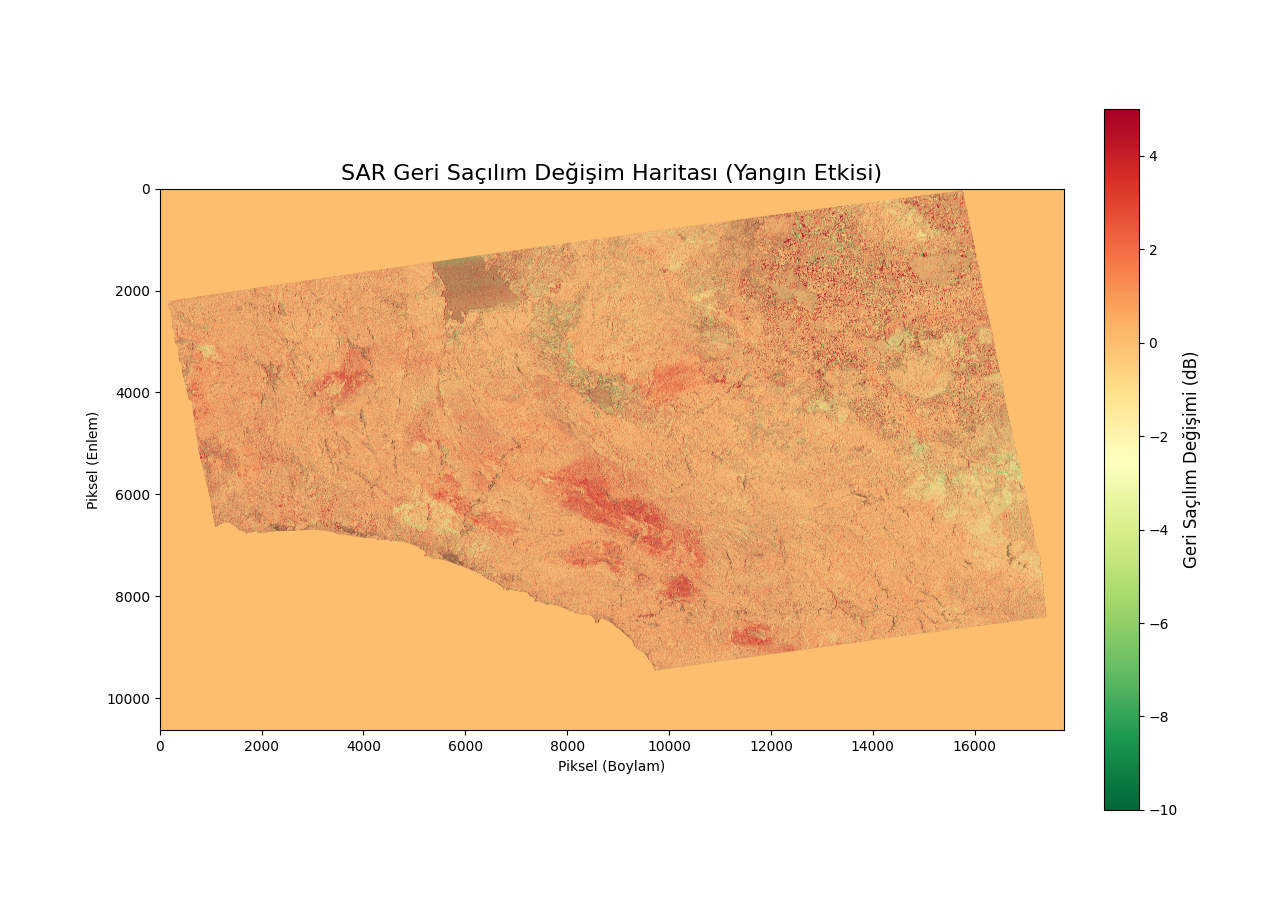 SAR Geri Saçılım Değişim Haritası (Yangın Etkisi)
0
2000
4000
6000
8000
10000
Piksel (Enlem)
0 2000 4000 6000 8000 10000 12000 14000 16000
Piksel (Boylam)
4
2
0
−2
−4
−6
−8
−10
Geri Saçılım Değişimi (dB)